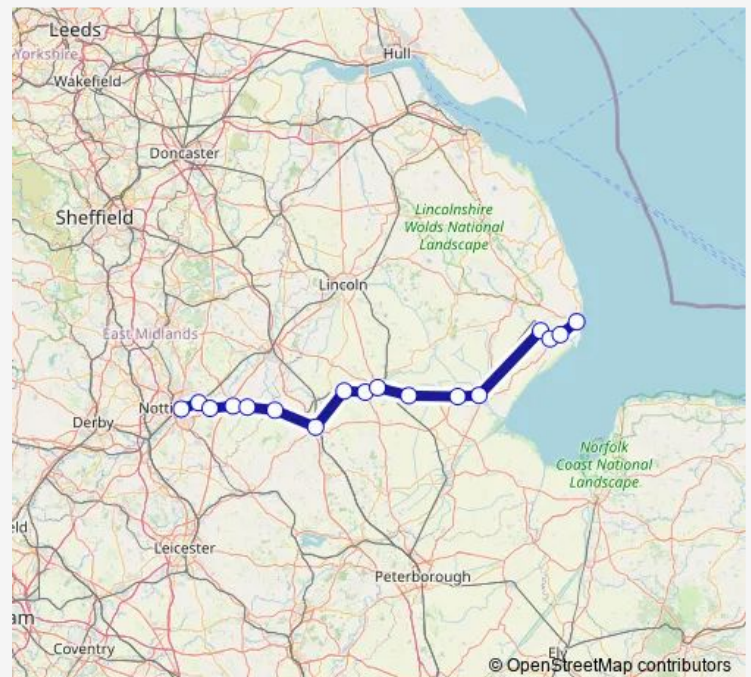 Leeds
Yorkshire
Hull
Wakefield
Doncaster
Sheffield
Lincolnshire
Wolds National
Landscape
Lincoln
East Midlands
Notti
Derby
Norfolk
Coast National
Landscape
eld
Leicester
Peterborough
am
Coventry
Ely
© OpenStreetMap contributors